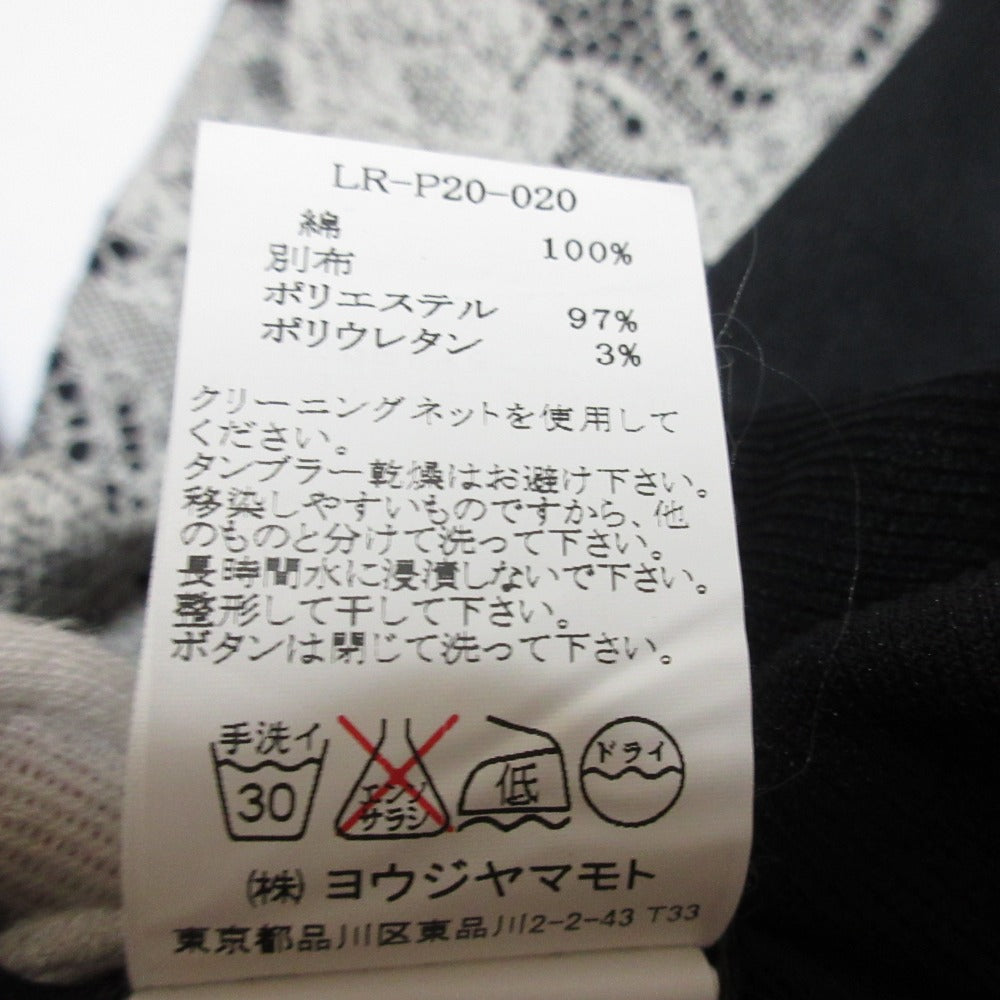 LR-P20-020
綿 100%
別布
ポリエステル 97%
ポリウレタン 3%
クリーニングネットを使用して
ください。
タンブラー乾燥はお避け下さい。
移染しやすいものですから、他
のものと分けて洗って下さい。
長時間水に浸漬しないで下さい。
整形して干して下さい。
ボタンは閉じて洗って下さい。
手洗イ
30
エンソ
サラシ
低
ドライ
㈱ ヨウジヤマモト
東京都品川区東品川2-2-43 T33